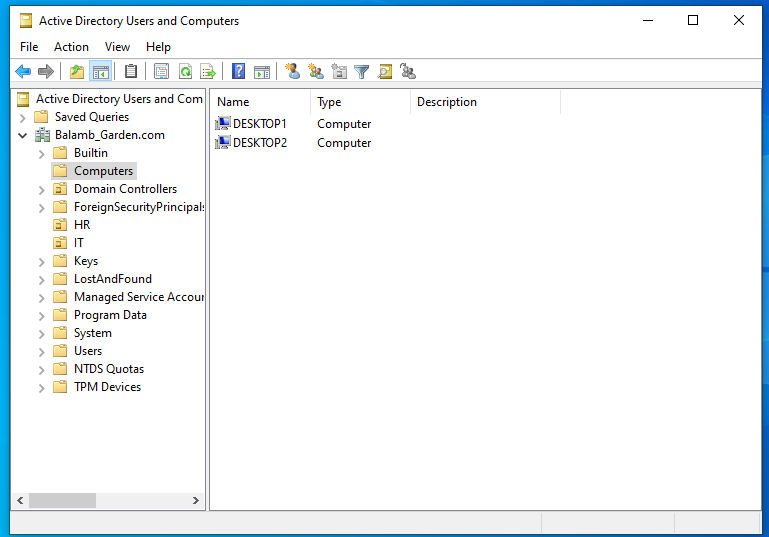 Active Directory Users and Computers
File Action View Help
Active Directory Users and Com
Saved Queries
Balamb_Garden.com
Builtin
Computers
Domain Controllers
ForeignSecurityPrincipals
HR
IT
Keys
LostAndFound
Managed Service Accour
Program Data
System
Users
NTDS Quotas
TPM Devices
Name Type Description
DESKTOP1 Computer
DESKTOP2 Computer